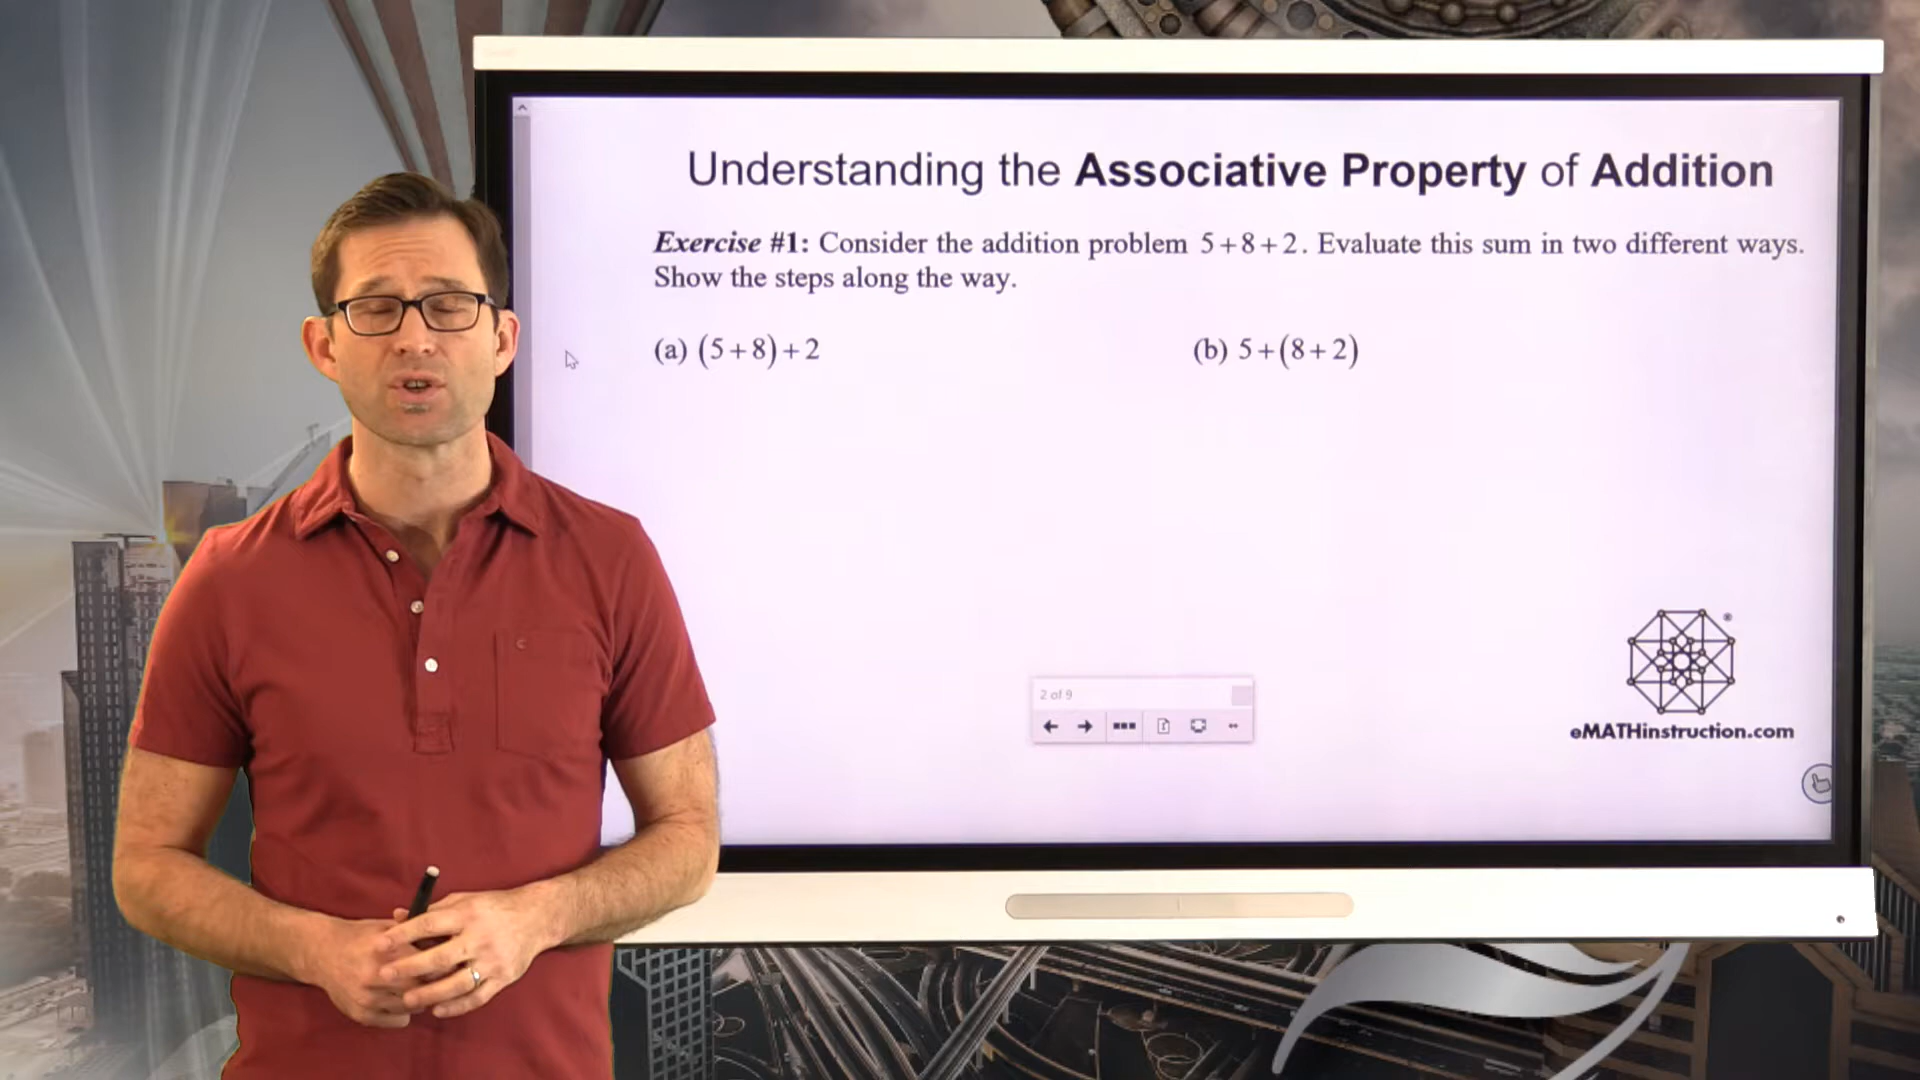 Understanding the Associative Property of Addition
Exercise #1: Consider the addition problem 5+8+2. Evaluate this sum in two different ways.
Show the steps along the way.
(a) (5+8)+2
(b) 5+(8+2)
2 of 9
®
eMATHinstruction.com